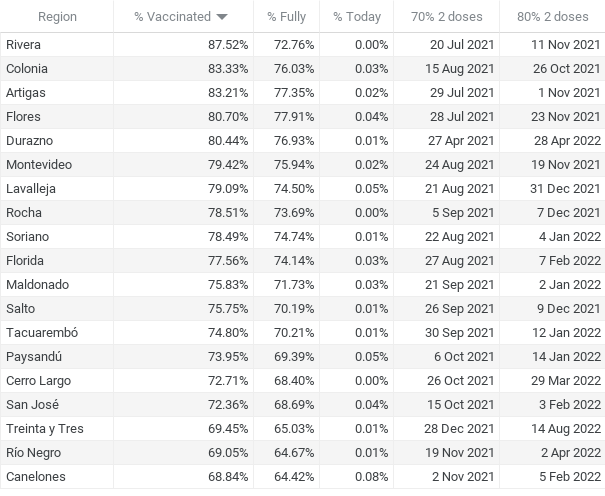 Region % Vaccinated % Fully % Today 70% 2 doses 80% 2 doses
Rivera 87.52% 72.76% 0.00% 20 Jul 2021 11 Nov 2021
Colonia 83.33% 76.03% 0.03% 15 Aug 2021 26 Oct 2021
Artigas 83.21% 77.35% 0.02% 29 Jul 2021 1 Nov 2021
Flores 80.70% 77.91% 0.04% 28 Jul 2021 23 Nov 2021
Durazno 80.44% 76.93% 0.01% 27 Apr 2021 28 Apr 2022
Montevideo 79.42% 75.94% 0.02% 24 Aug 2021 19 Nov 2021
Lavalleja 79.09% 74.50% 0.05% 21 Aug 2021 31 Dec 2021
Rocha 78.51% 73.69% 0.00% 5 Sep 2021 7 Dec 2021
Soriano 78.49% 74.74% 0.01% 22 Aug 2021 4 Jan 2022
Florida 77.56% 74.14% 0.03% 27 Aug 2021 7 Feb 2022
Maldonado 75.83% 71.73% 0.03% 21 Sep 2021 2 Jan 2022
Salto 75.75% 70.19% 0.01% 26 Sep 2021 9 Dec 2021
Tacuarembó 74.80% 70.21% 0.01% 30 Sep 2021 12 Jan 2022
Paysandú 73.95% 69.39% 0.05% 6 Oct 2021 14 Jan 2022
Cerro Largo 72.71% 68.40% 0.00% 26 Oct 2021 29 Mar 2022
San José 72.36% 68.69% 0.04% 15 Oct 2021 3 Feb 2022
Treinta y Tres 69.45% 65.03% 0.01% 28 Dec 2021 14 Aug 2022
Río Negro 69.05% 64.67% 0.01% 19 Nov 2021 2 Apr 2022
Canelones 68.84% 64.42% 0.08% 2 Nov 2021 5 Feb 2022